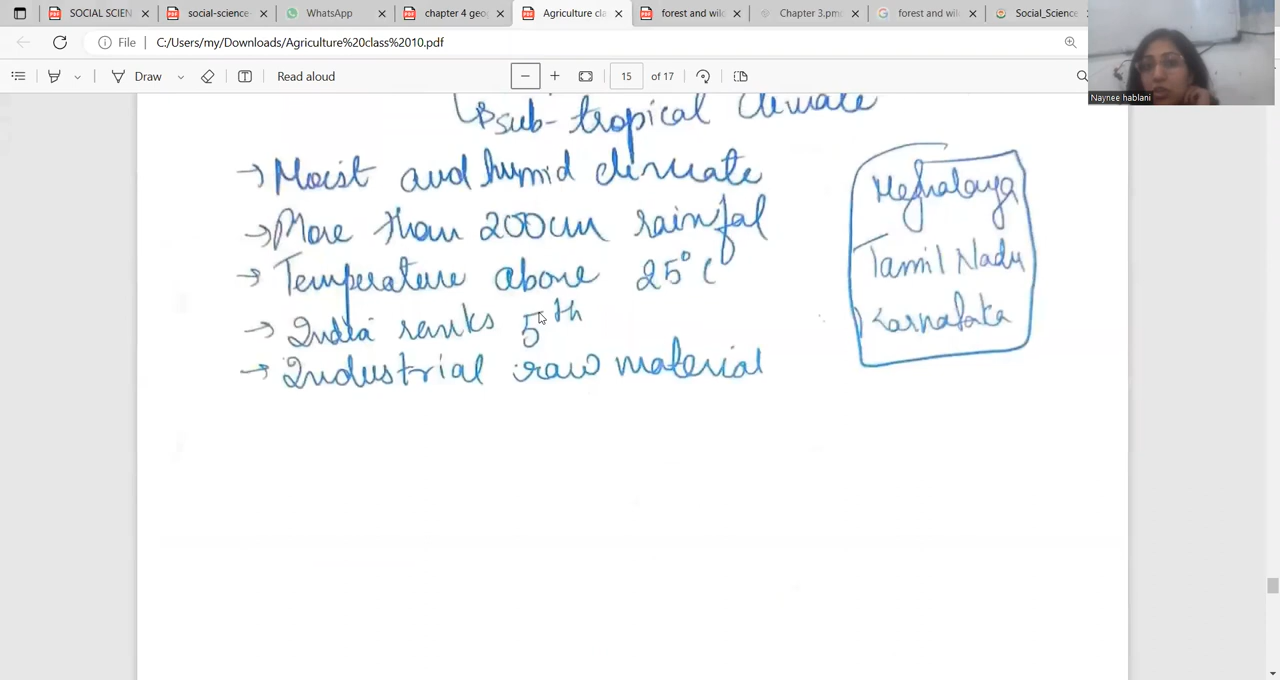 SOCIAL SCIEN
social-science
WhatsApp
chapter 4 geo
Agriculture cla
forest and wild
Chapter 3.pm
forest and wil
Social_Science
File
C:/Users/my/Downloads/Agriculture%20class%2010.pdf
Draw
Read aloud
15
of 17
Naynee hablani
↳ sub-tropical climate
→ Moist and humid climate
→ More than 200cm rainfal
→ Temperature above 25°C
→ India ranks 5th
→ Industrial raw material
Meghalaya
Tamil Nadu
Karnataka